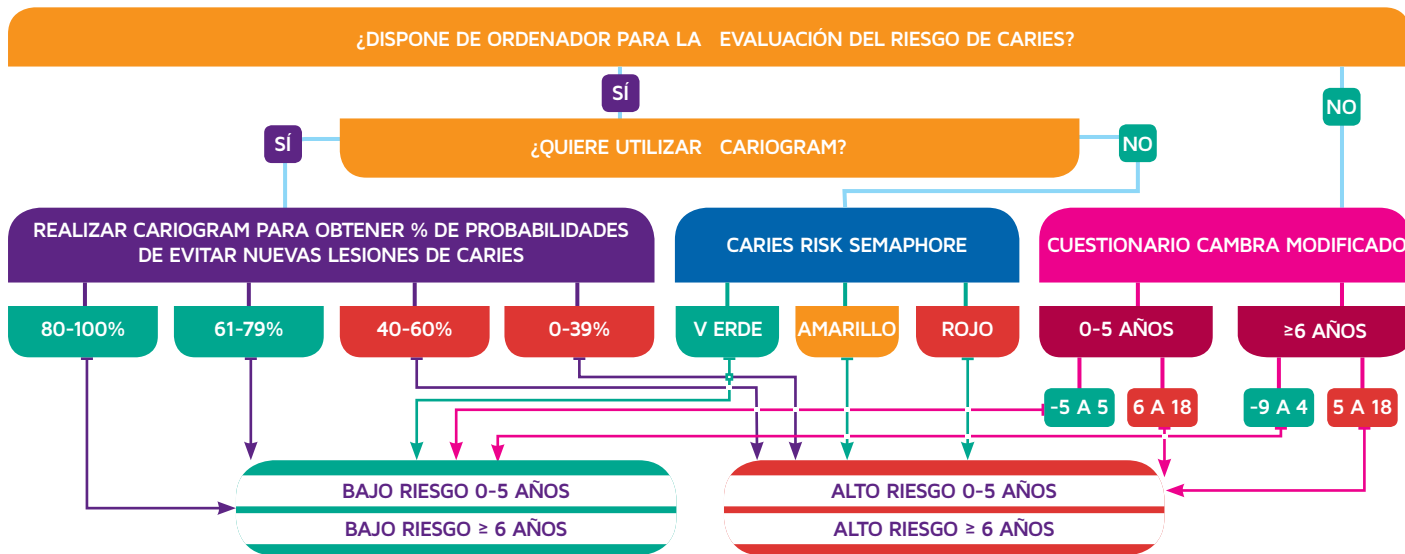 ¿DISPONE DE ORDENADOR PARA LA EVALUACIÓN DEL RIESGO DE CARIES?
SÍ
NO
SÍ
¿QUIERE UTILIZAR CARIOGRAM?
NO
REALIZAR CARIOGRAM PARA OBTENER % DE PROBABILIDADES
DE EVITAR NUEVAS LESIONES DE CARIES
CARIES RISK SEMAPHORE
CUESTIONARIO CAMBRA MODIFICADO
80-100%
61-79%
40-60%
0-39%
V ERDE
AMARILLO
ROJO
0-5 AÑOS
≥6 AÑOS
-5 A 5
6 A 18
-9 A 4
5 A 18
BAJO RIESGO 0-5 AÑOS
BAJO RIESGO ≥ 6 AÑOS
ALTO RIESGO 0-5 AÑOS
ALTO RIESGO ≥ 6 AÑOS